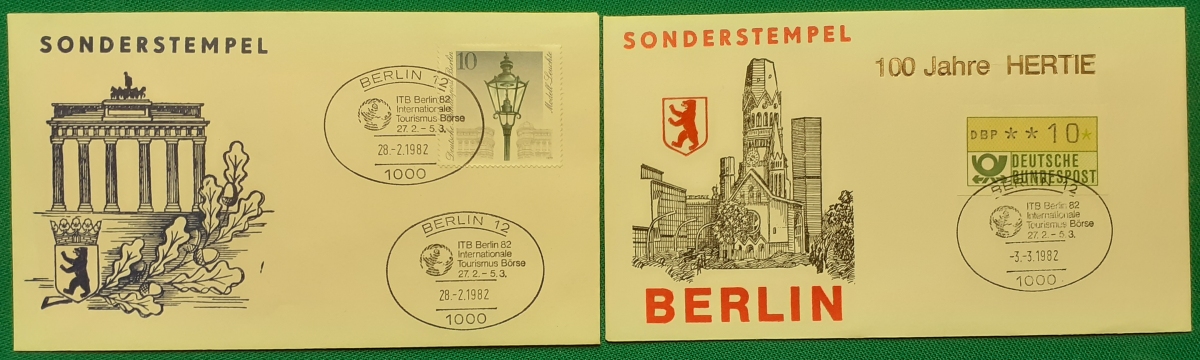 SONDERSTEMPEL
10
Modell-Leuchte
BERLIN 12
ITB Berlin 82
Internationale
Tourismus Börse
27. 2. – 5. 3.
28.-2.1982
1000
BERLIN 12
ITB Berlin 82
Internationale
Tourismus Börse
27. 2. – 5. 3.
28.-2.1982
1000
SONDERSTEMPEL
100 Jahre HERTIE
DBP * * 10 *
DEUTSCHE
BUNDESPOST
BERLIN 12
ITB Berlin 82
Internationale
Tourismus Börse
27. 2. – 5. 3.
-3.-3.1982
1000
BERLIN